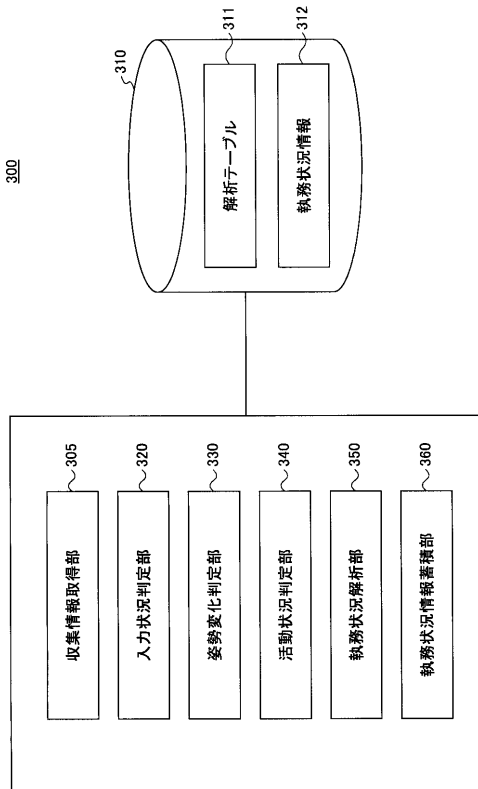 300
305
収集情報取得部
320
入力状況判定部
330
姿勢変化判定部
340
活動状況判定部
350
執務状況解析部
360
執務状況情報蓄積部
310
311
解析テーブル
312
執務状況情報